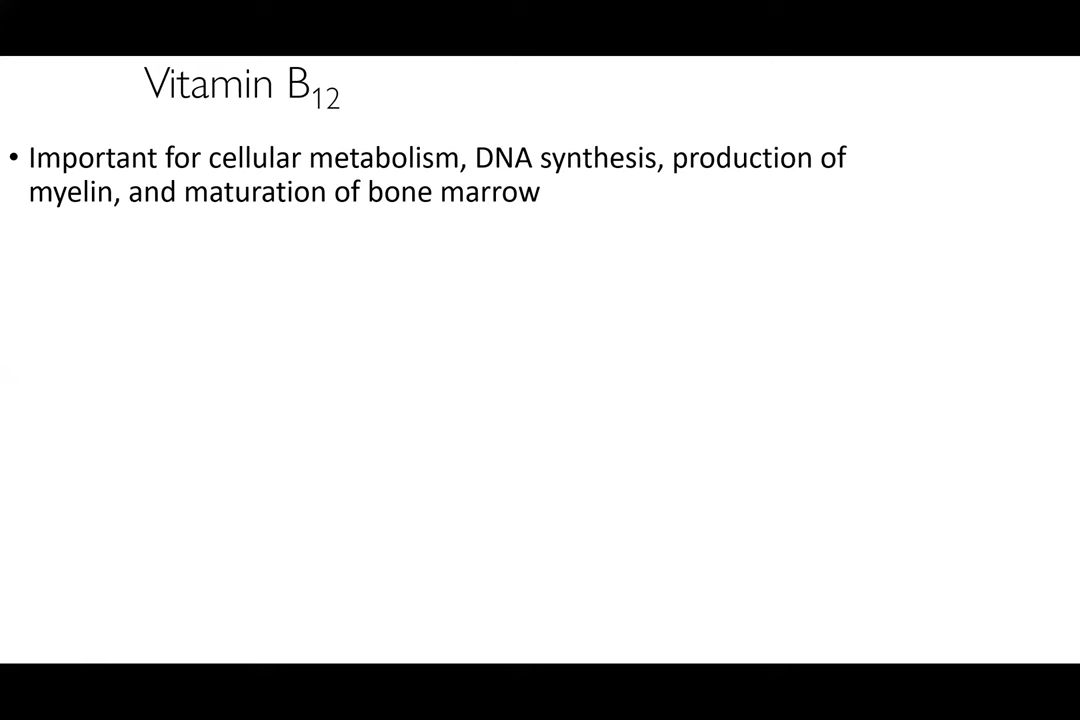 Vitamin B₁₂
• Important for cellular metabolism, DNA synthesis, production of
myelin, and maturation of bone marrow